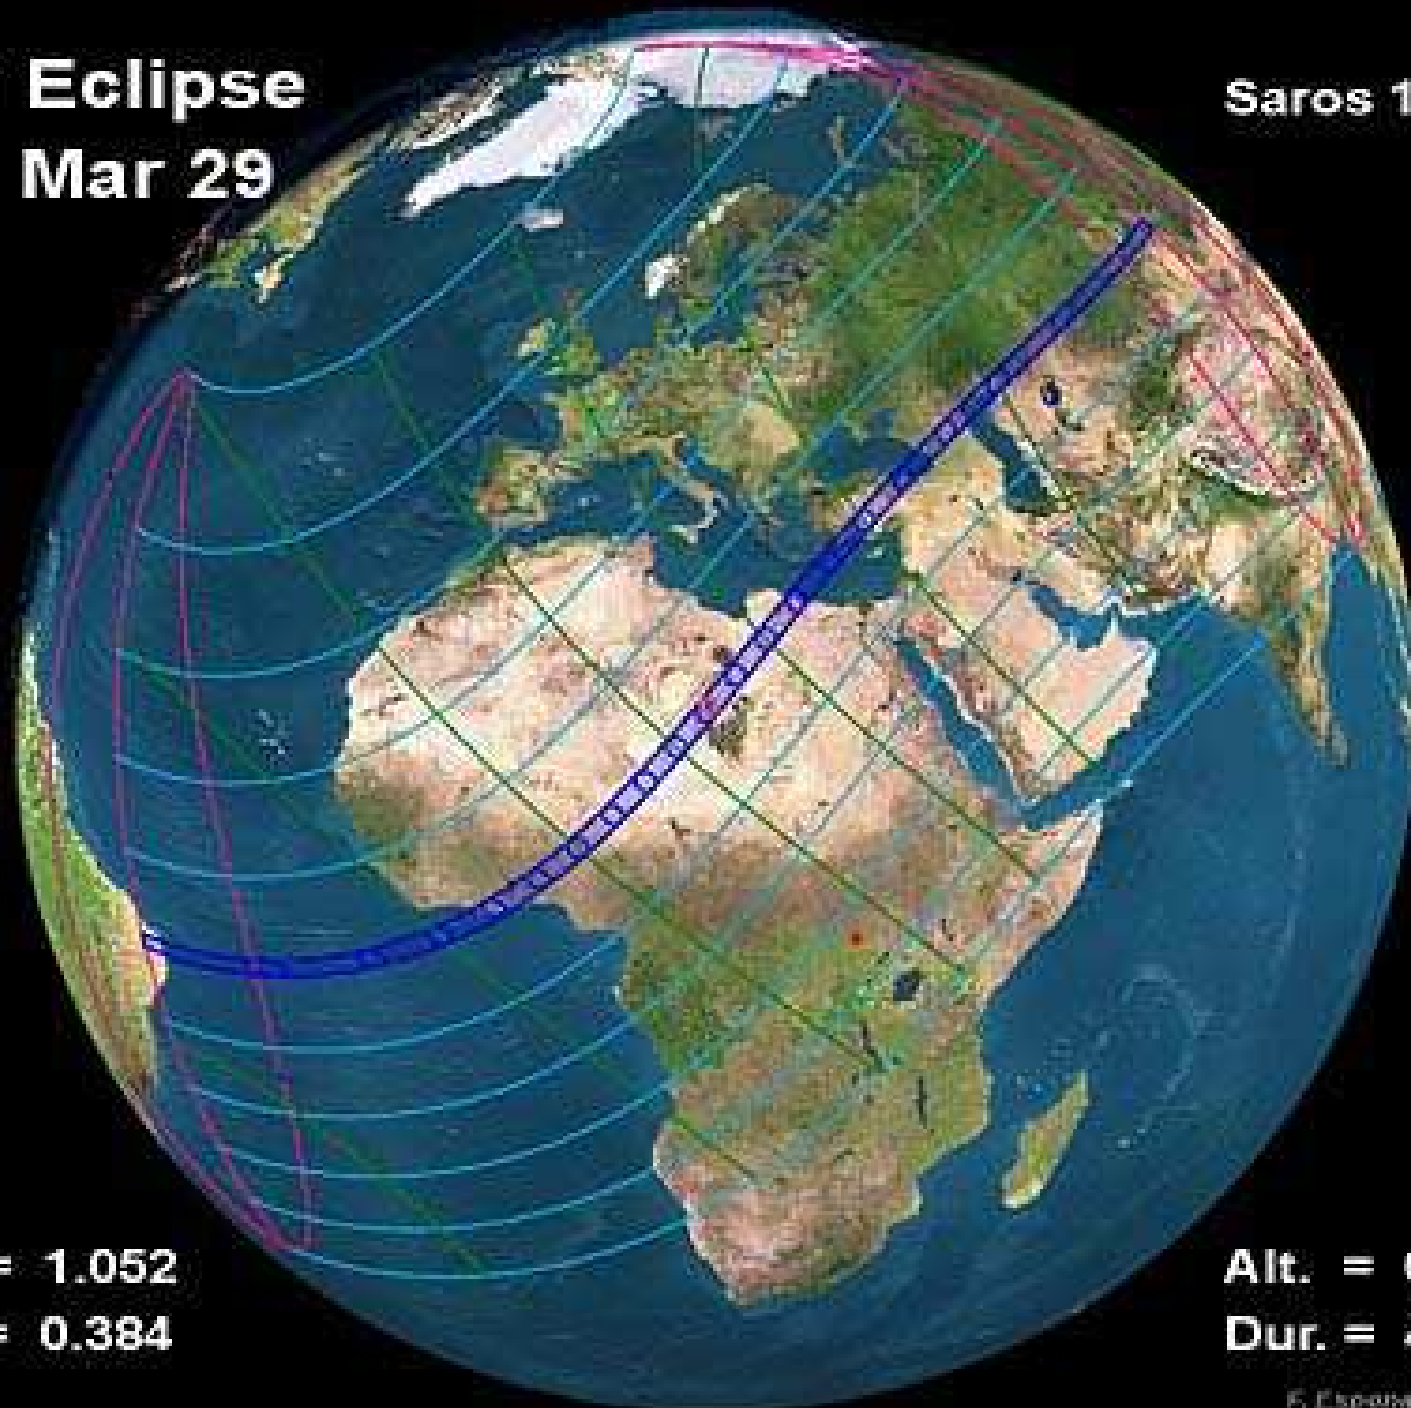 Eclipse
Mar 29
Saros 1
= 1.052
= 0.384
Alt. =
Dur. =